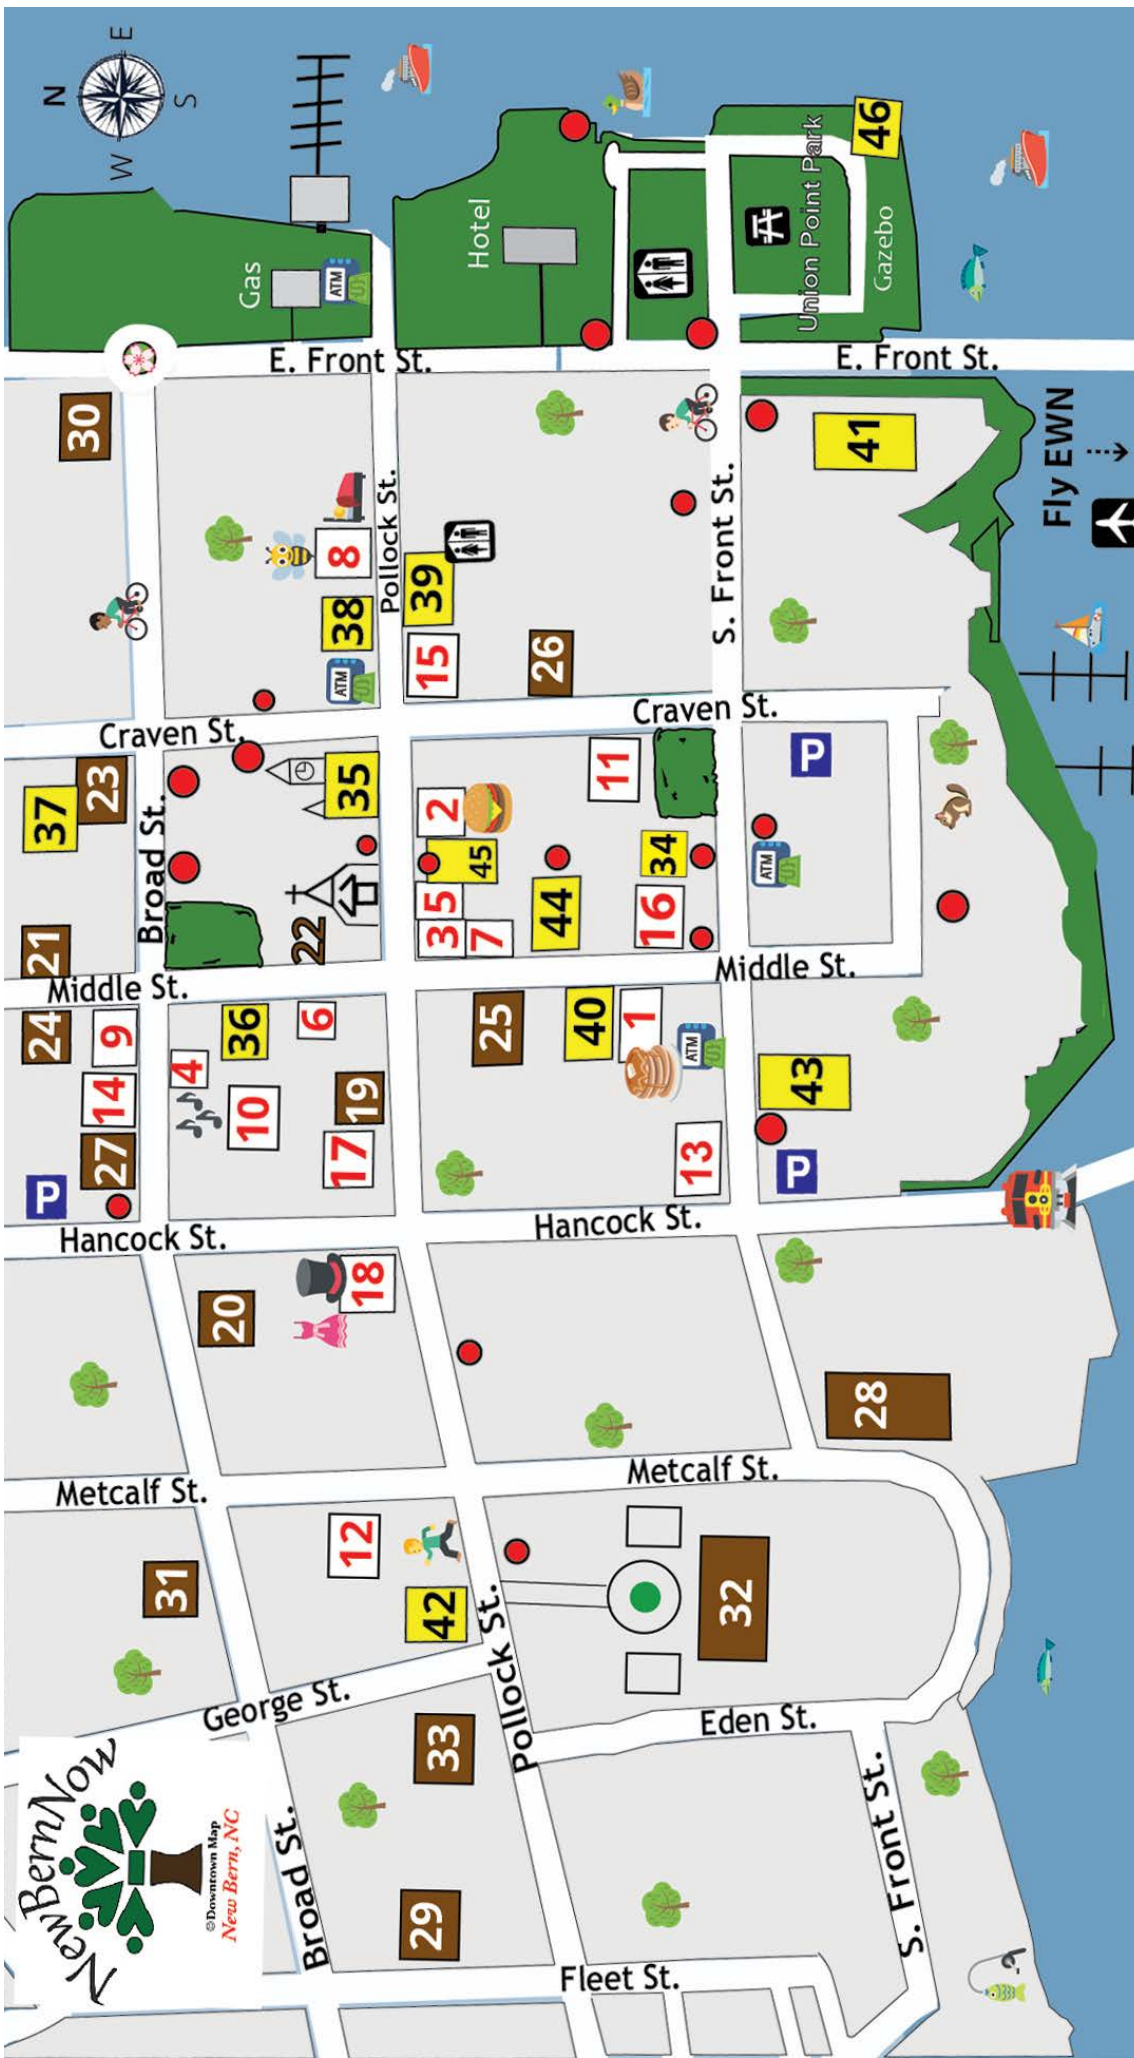 NewBernNow
©Downtown Map
New Bern, NC
N
W
E
S
P
24
21
37
30
Hancock St.
Middle St.
Metcalf St.
27
14
9
23
Craven St.
31
Broad St.
4
20
10
36
George St.
Gas
Broad St.
E. Front St.
18
17
19
6
22
35
ATM
38
8
ATM
12
Pollock St.
29
33
42
35
2
15
39
7
45
Hotel
25
Pollock St.
44
26
Fleet St.
Hancock St.
40
11
1
Metcalf St.
16
34
Craven St.
13
ATM
32
Eden St.
Middle St.
S. Front St.
P
43
ATM
P
Union Point Park
28
41
E. Front St.
Gazebo
46
S. Front St.
Fly EWN